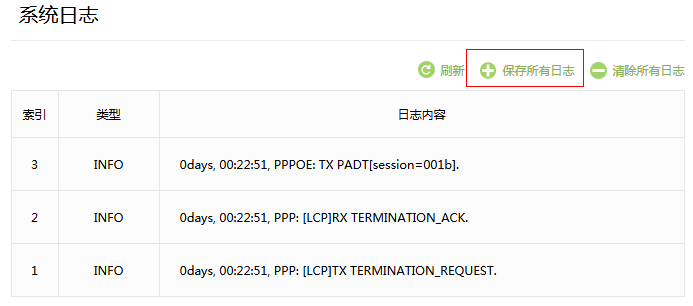 系统日志
刷新 保存所有日志 清除所有日志
索引 类型 日志内容
3 INFO 0days, 00:22:51, PPPOE: TX PADT[session=001b].
2 INFO 0days, 00:22:51, PPP: [LCP]RX TERMINATION_ACK.
1 INFO 0days, 00:22:51, PPP: [LCP]TX TERMINATION_REQUEST.